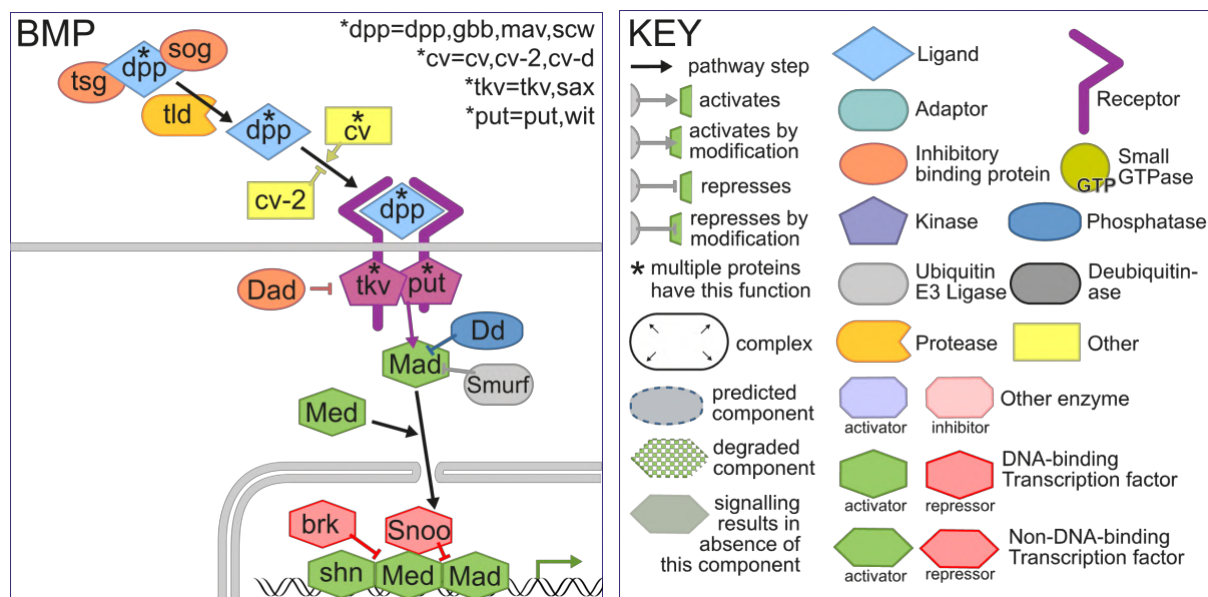 BMP
*dpp=dpp,gbb,mav,scw
*cv=cv,cv-2,cv-d
*tkv=tkv,sax
*put=put,wit
sog
*
dpp
tsg
tld
*
dpp
*
cv
cv-2
*
dpp
Dad
*
tkv
*
put
Dd
Mad
Smurf
Med
brk
Snoo
shn
Med
Mad
KEY
pathway step
activates
activates by
modification
represses
represses by
modification
* multiple proteins
have this function
complex
predicted
component
degraded
component
signalling
results in
absence of
this component
Ligand
Receptor
Adaptor
Inhibitory
binding protein
GTP
Small
GTPase
Kinase
Phosphatase
Ubiquitin
E3 Ligase
Deubiquitin-
ase
Protease
Other
activator
inhibitor
Other enzyme
activator
repressor
DNA-binding
Transcription factor
activator
repressor
Non-DNA-binding
Transcription factor